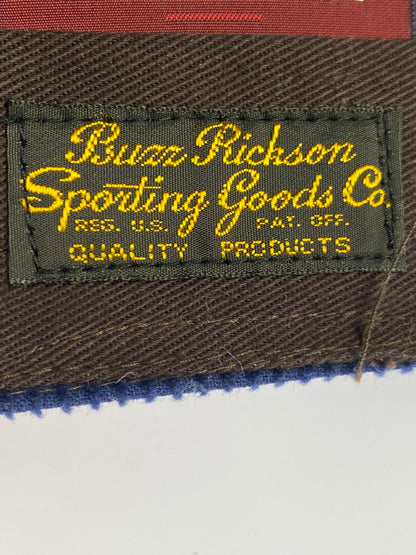 Buzz Rickson
Sporting Goods Co.
REG. U.S. PAT. OFF.
QUALITY PRODUCTS